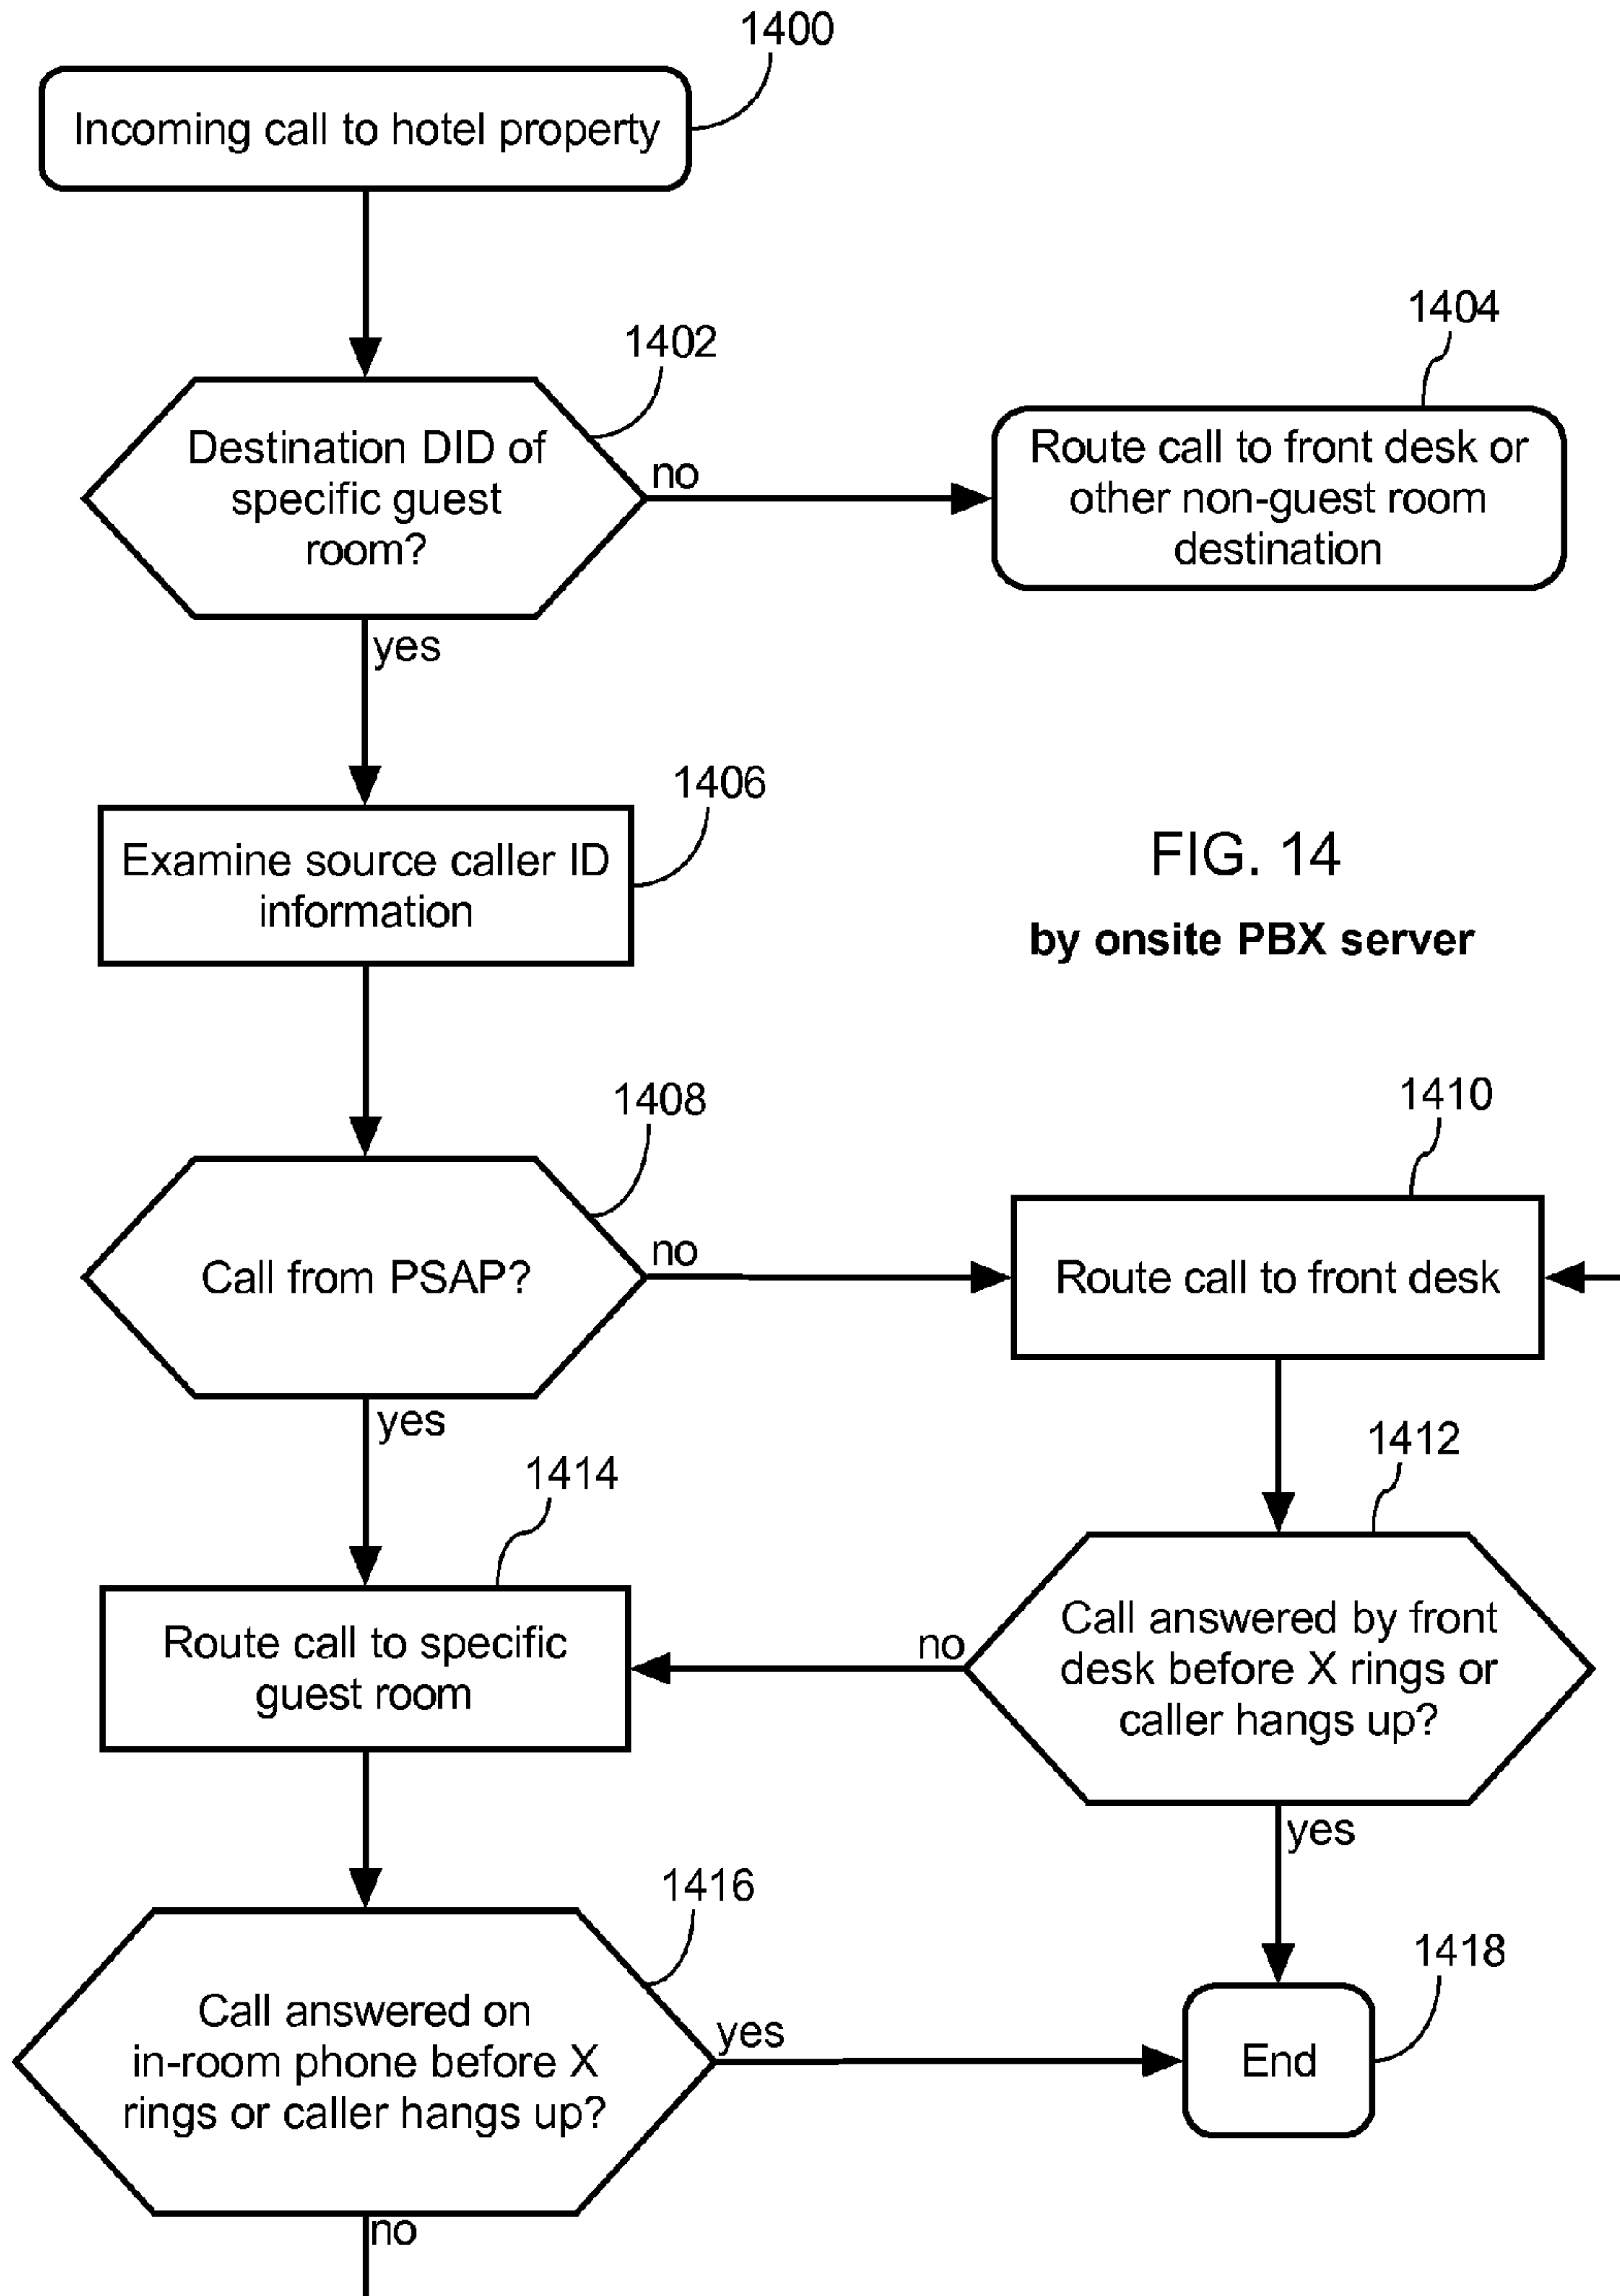 1400
Incoming call to hotel property
1402
Destination DID of
specific guest
room?
no
yes
1404
Route call to front desk or
other non-guest room
destination
1406
Examine source caller ID
information
FIG. 14
by onsite PBX server
1408
Call from PSAP?
no
yes
1410
Route call to front desk
1412
Call answered by front
desk before X rings or
caller hangs up?
no
yes
1414
Route call to specific
guest room
1416
Call answered on
in-room phone before X
rings or caller hangs up?
yes
no
1418
End